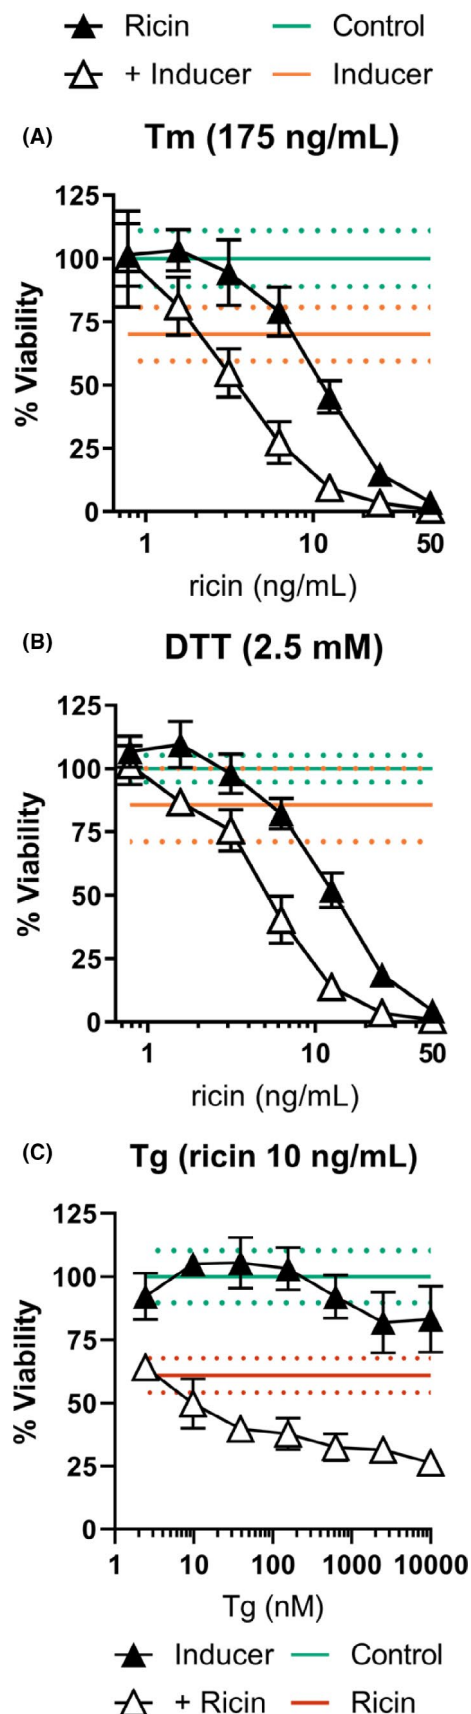 Ricin Control
+ Inducer Inducer
(A) Tm (175 ng/mL)
125
100
75
50
25
0
% Viability
1 10 50
ricin (ng/mL)
(B) DTT (2.5 mM)
125
100
75
50
25
0
% Viability
1 10 50
ricin (ng/mL)
(C) Tg (ricin 10 ng/mL)
125
100
75
50
25
0
% Viability
1 10 100 1000 10000
Tg (nM)
Inducer Control
+ Ricin Ricin